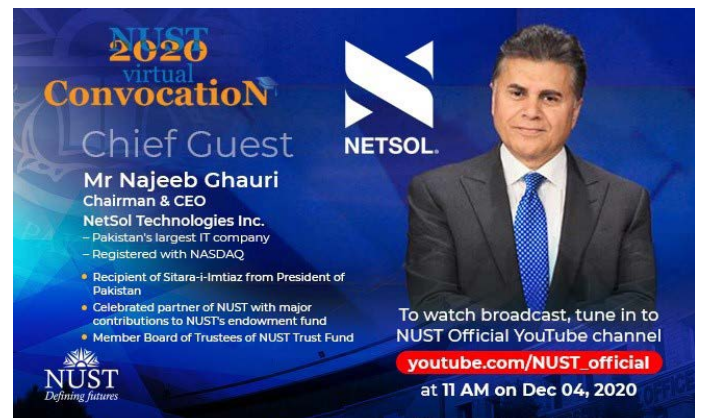 NUST
2020
virtual
ConvocatioN
Chief Guest
Mr Najeeb Ghauri
Chairman & CEO
NetSol Technologies Inc.
– Pakistan's largest IT company
– Registered with NASDAQ
• Recipient of Sitara-i-Imtiaz from President of
Pakistan
• Celebrated partner of NUST with major
contributions to NUST's endowment fund
• Member Board of Trustees of NUST Trust Fund
NUST
Defining futures
NETSOL.
To watch broadcast, tune in to
NUST Official YouTube channel
youtube.com/NUST_official
at 11 AM on Dec 04, 2020
OFFICE